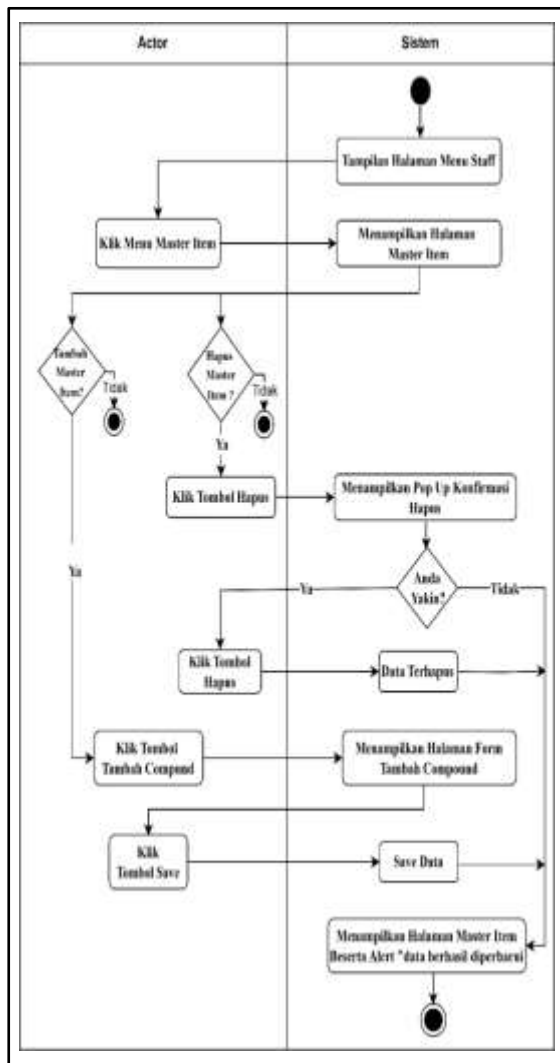 Actor
Sistem
Tampilan Halaman Menu Staff
Klik Menu Master Item
Menampilkan Halaman
Master Item
Tambah
Master
Item?
Tidak
Hapus
Master
Item ?
Tidak
Ya
Klik Tombol Hapus
Menampilkan Pop Up Konfirmasi
Hapus
Ya
Anda
Yakin?
Ya
Tidak
Klik Tombol
Hapus
Data Terhapus
Klik Tombol
Tambah Compond
Menampilkan Halaman Form
Tambah Compound
Klik
Tombol Save
Save Data
Menampilkan Halaman Master Item
Beserta Alert "data berhasil diperbarui